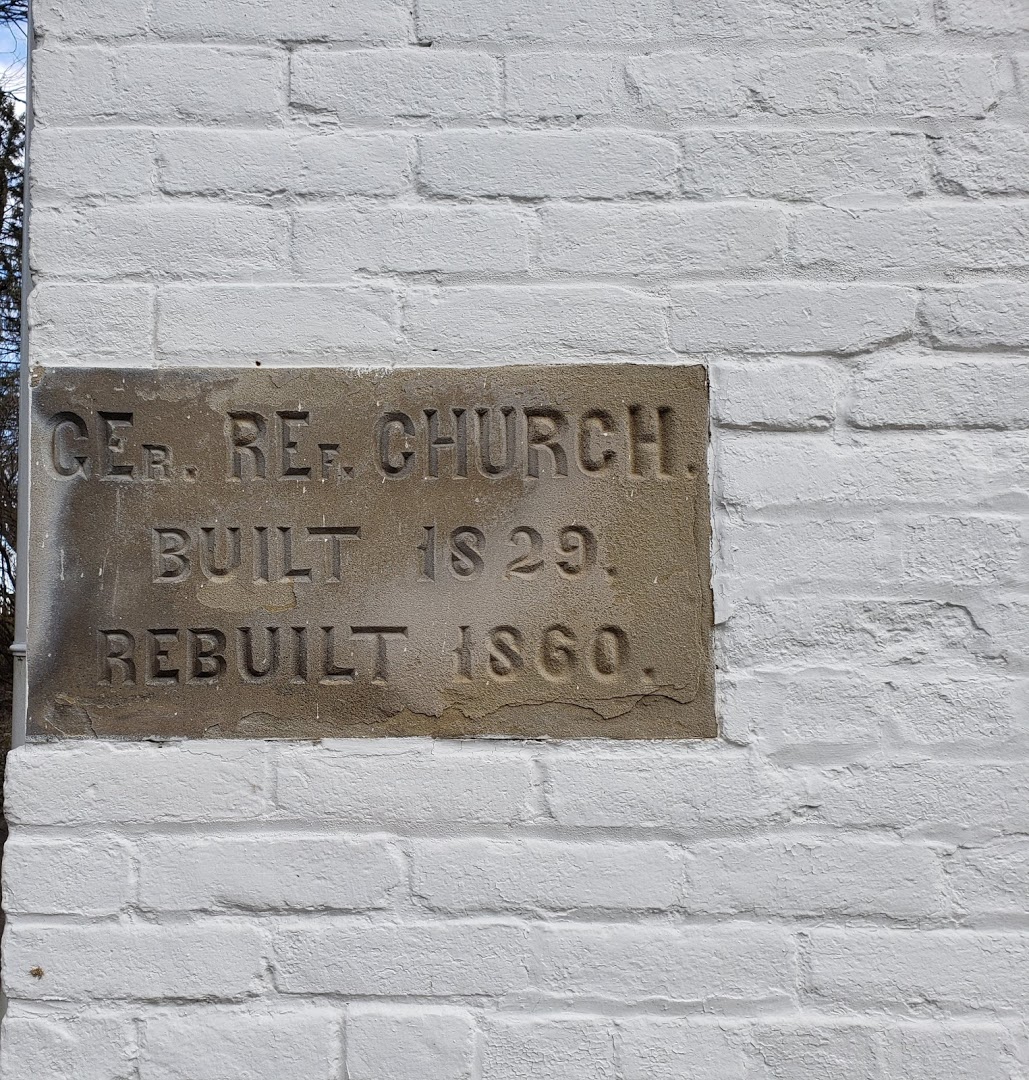 GEr. REf. CHURCH.
BUILT 1829.
REBUILT 1860.